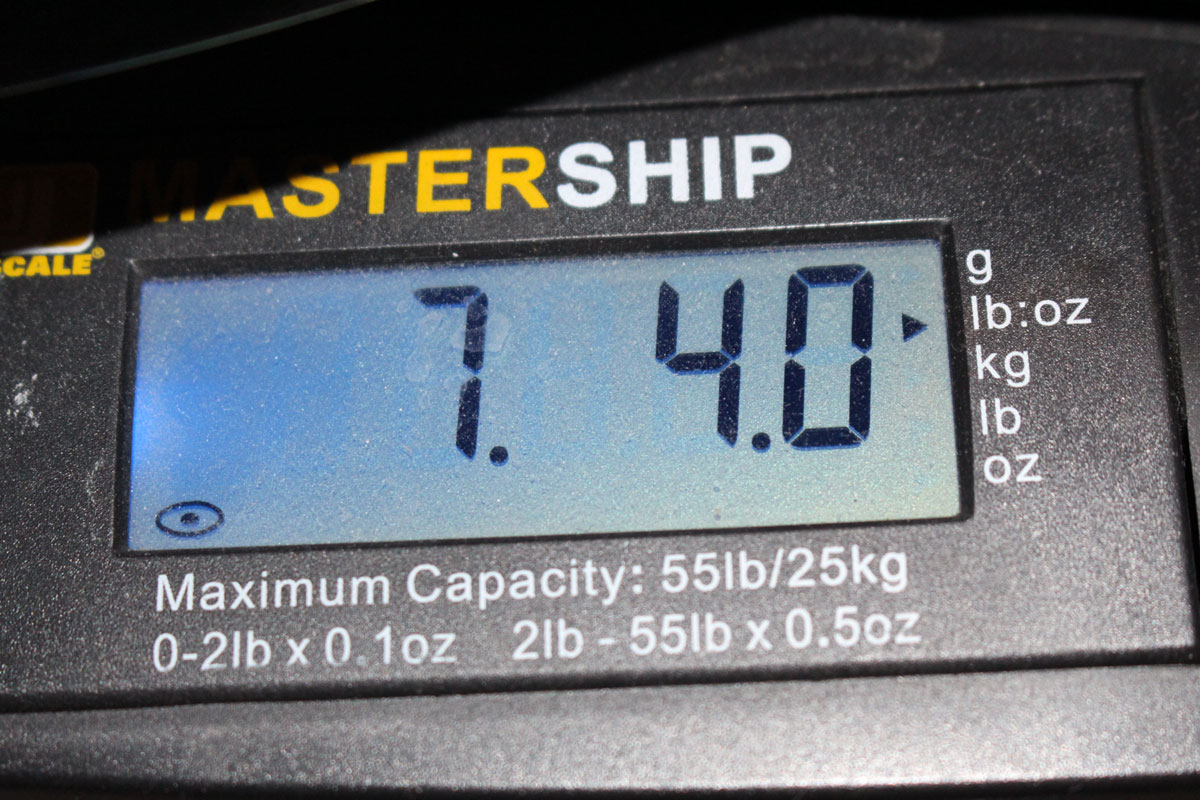 MASTERSHIP
SCALE®
7. 4.0
g
lb:oz
kg
lb
oz
Maximum Capacity: 55lb/25kg
0-2lb x 0.1oz 2lb - 55lb x 0.5oz